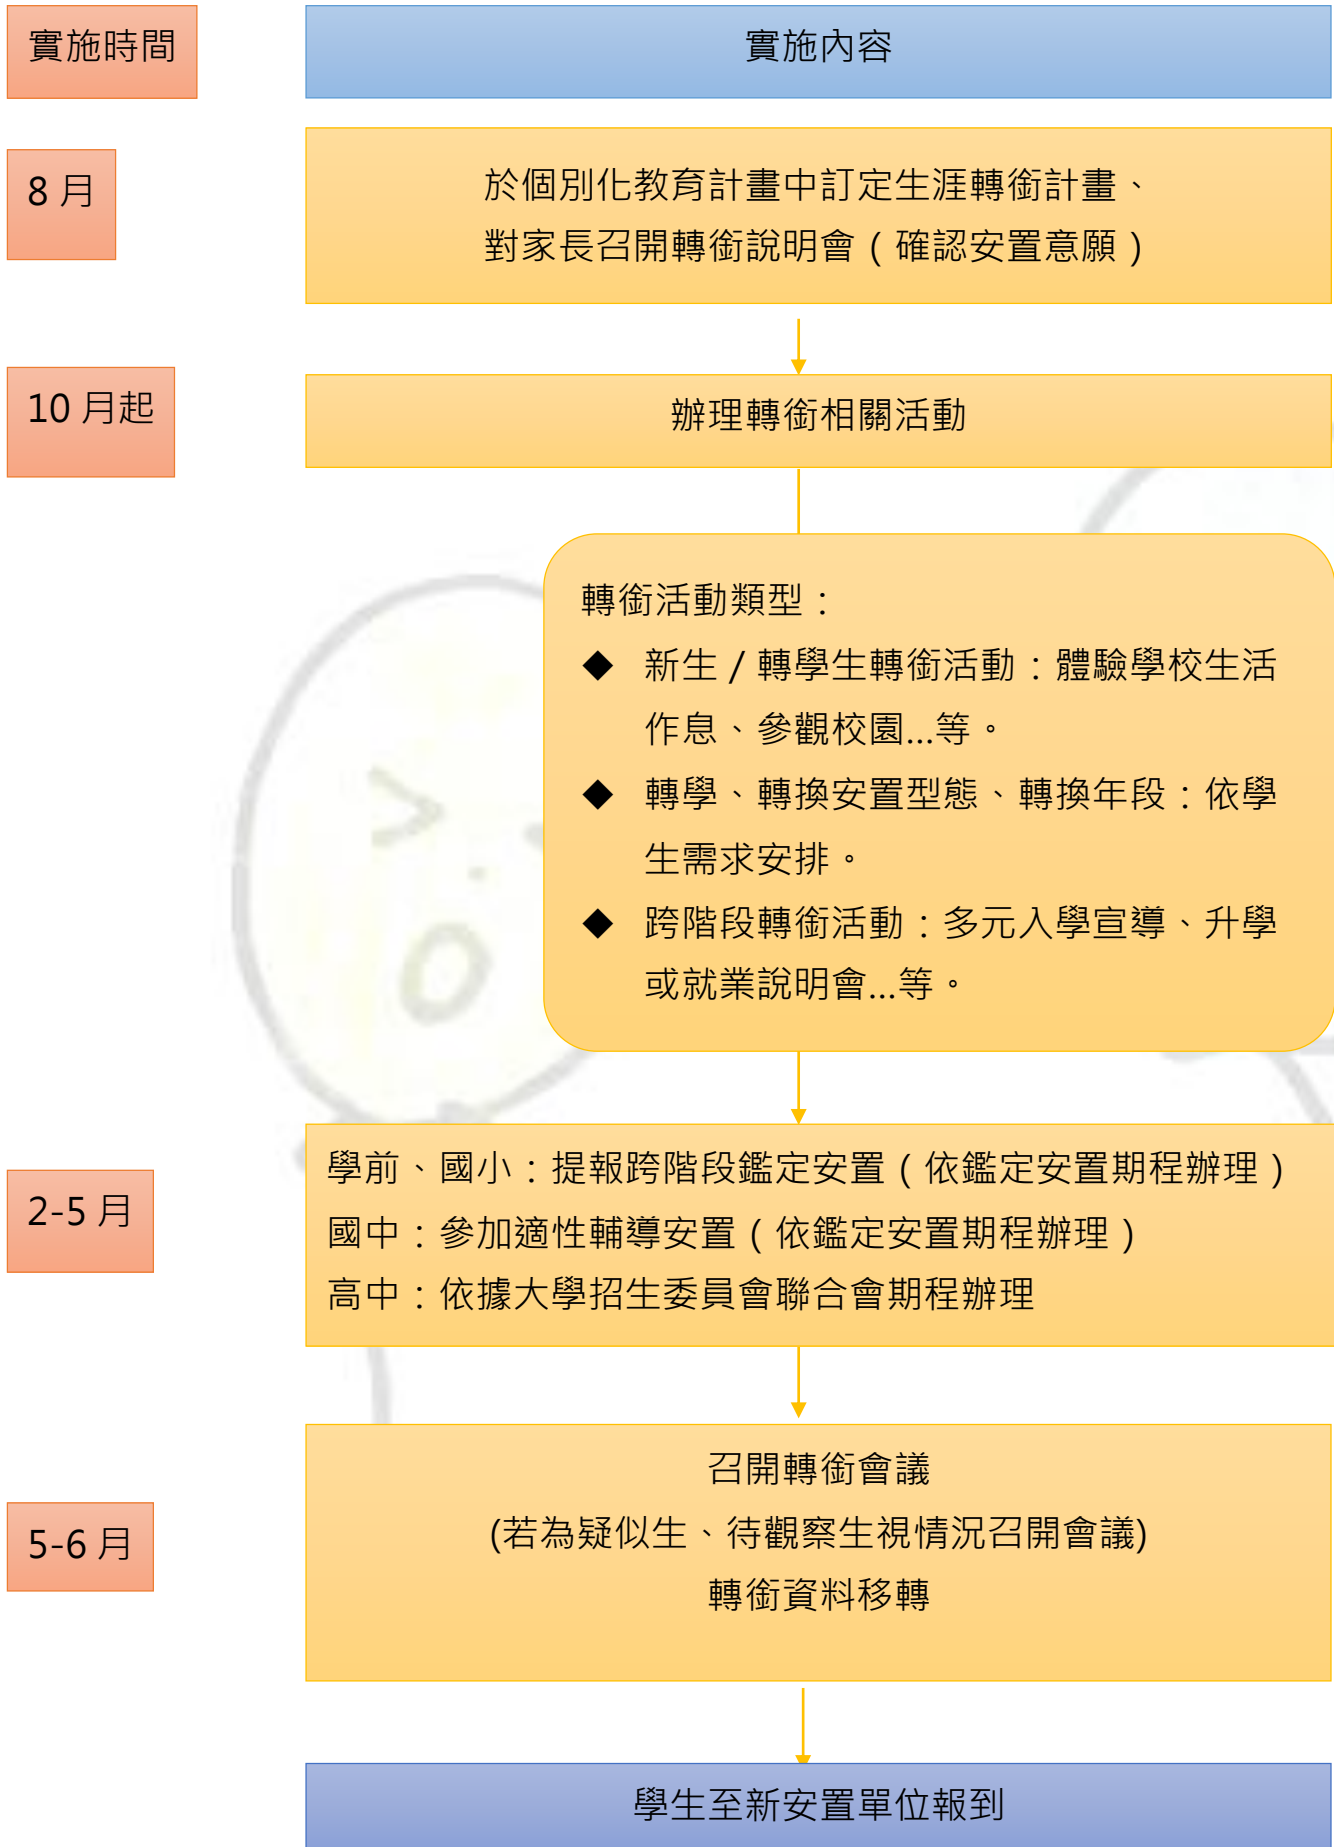 實施時間
實施內容
8 月
於個別化教育計畫中訂定生涯轉銜計畫、
對家長召開轉銜說明會（確認安置意願）
10 月起
辦理轉銜相關活動
轉銜活動類型：
◆ 新生 / 轉學生轉銜活動：體驗學校生活
作息、參觀校園...等。
◆ 轉學、轉換安置型態、轉換年段：依學
生需求安排。
◆ 跨階段轉銜活動：多元入學宣導、升學
或就業說明會...等。
2-5 月
學前、國小：提報跨階段鑑定安置（依鑑定安置期程辦理）
國中：參加適性輔導安置（依鑑定安置期程辦理）
高中：依據大學招生委員會聯合會期程辦理
5-6 月
召開轉銜會議
(若為疑似生、待觀察生視情況召開會議)
轉銜資料移轉
學生至新安置單位報到